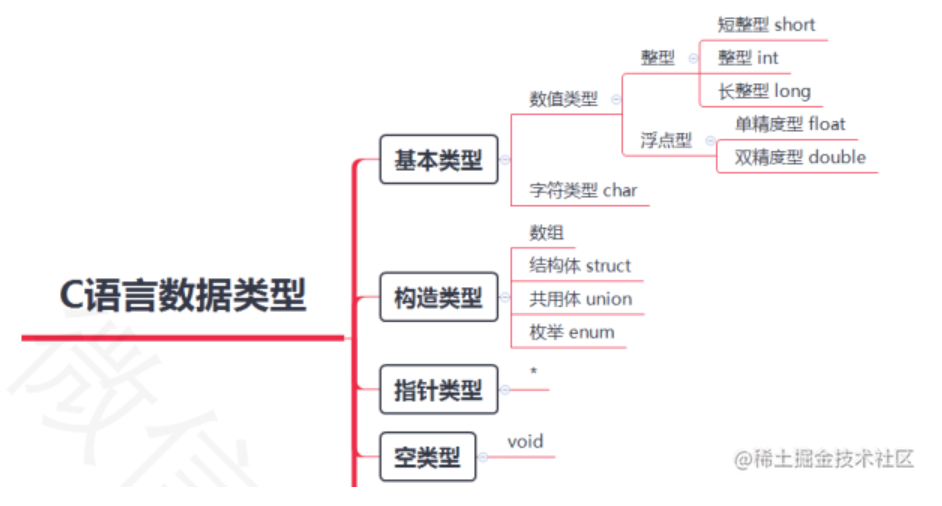 C语言数据类型
基本类型
数值类型
整型
短整型 short
整型 int
长整型 long
浮点型
单精度型 float
双精度型 double
字符类型 char
构造类型
数组
结构体 struct
共用体 union
枚举 enum
指针类型
*
空类型
void
@稀土掘金技术社区
微信